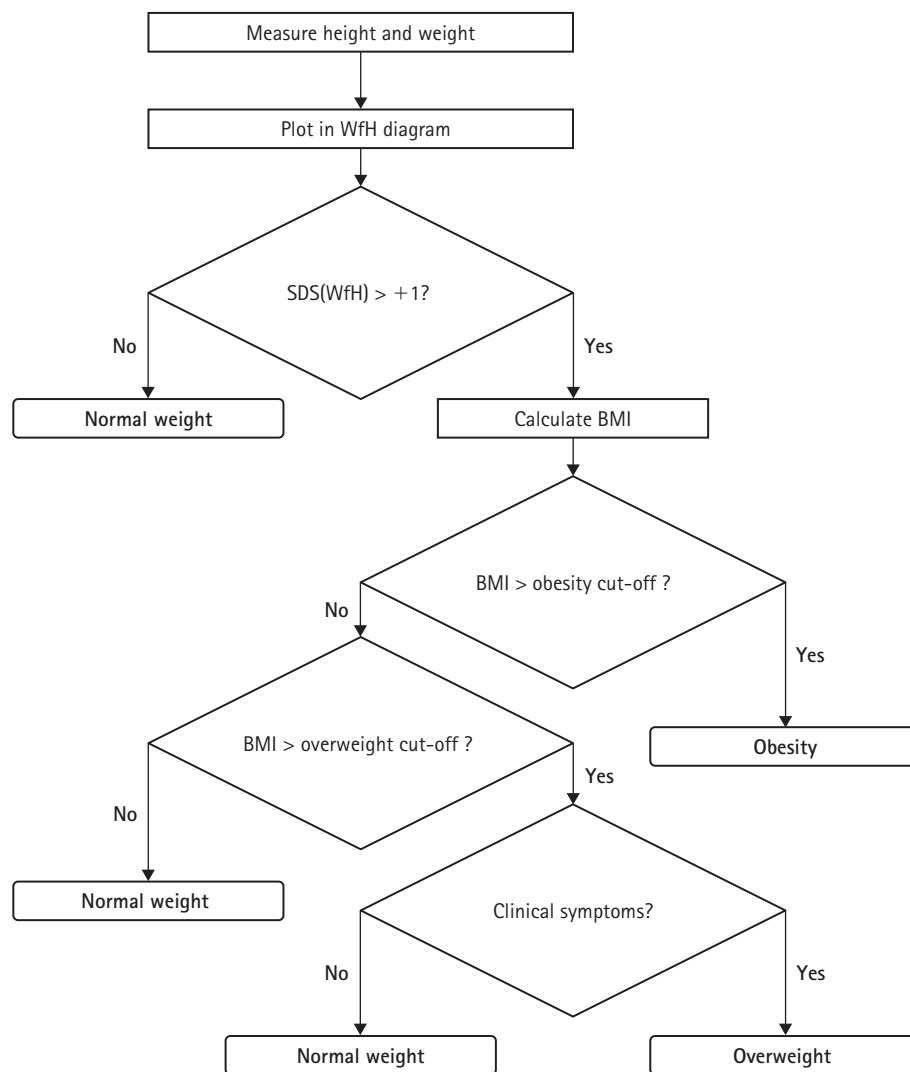 Measure height and weight
Plot in WfH diagram
SDS(WfH) > +1?
No
Yes
Normal weight
Calculate BMI
BMI > obesity cut-off ?
No
Yes
BMI > overweight cut-off ?
Obesity
Yes
No
Normal weight
Clinical symptoms?
No
Yes
Normal weight
Overweight